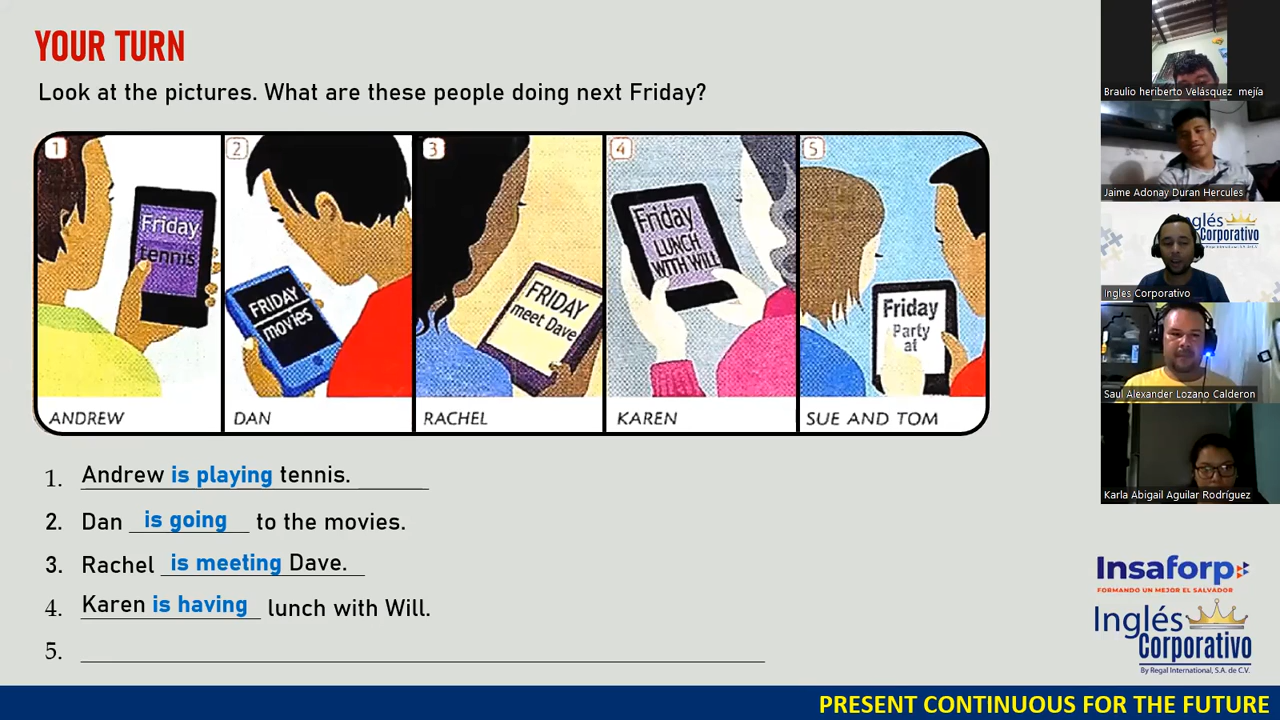 YOUR TURN
Look at the pictures. What are these people doing next Friday?
1
Friday
tennis
ANDREW
2
FRIDAY
movies
DAN
3
FRIDAY
meet Dave
RACHEL
4
Friday
LUNCH
WITH WILL
KAREN
5
Friday
Party
at
SUE AND TOM
1. Andrew is playing tennis.
2. Dan is going to the movies.
3. Rachel is meeting Dave.
4. Karen is having lunch with Will.
5.
Braulio heriberto Velásquez mejía
Jaime Adonay Duran Hercules
Inglés
Corporativo
Ingles Corporativo
Saul Alexander Lozano Calderon
Karla Abigail Aguilar Rodríguez
Insaforp
FORMANDO UN MEJOR EL SALVADOR
Inglés
Corporativo
By Regal International, S.A. de C.V.
PRESENT CONTINUOUS FOR THE FUTURE